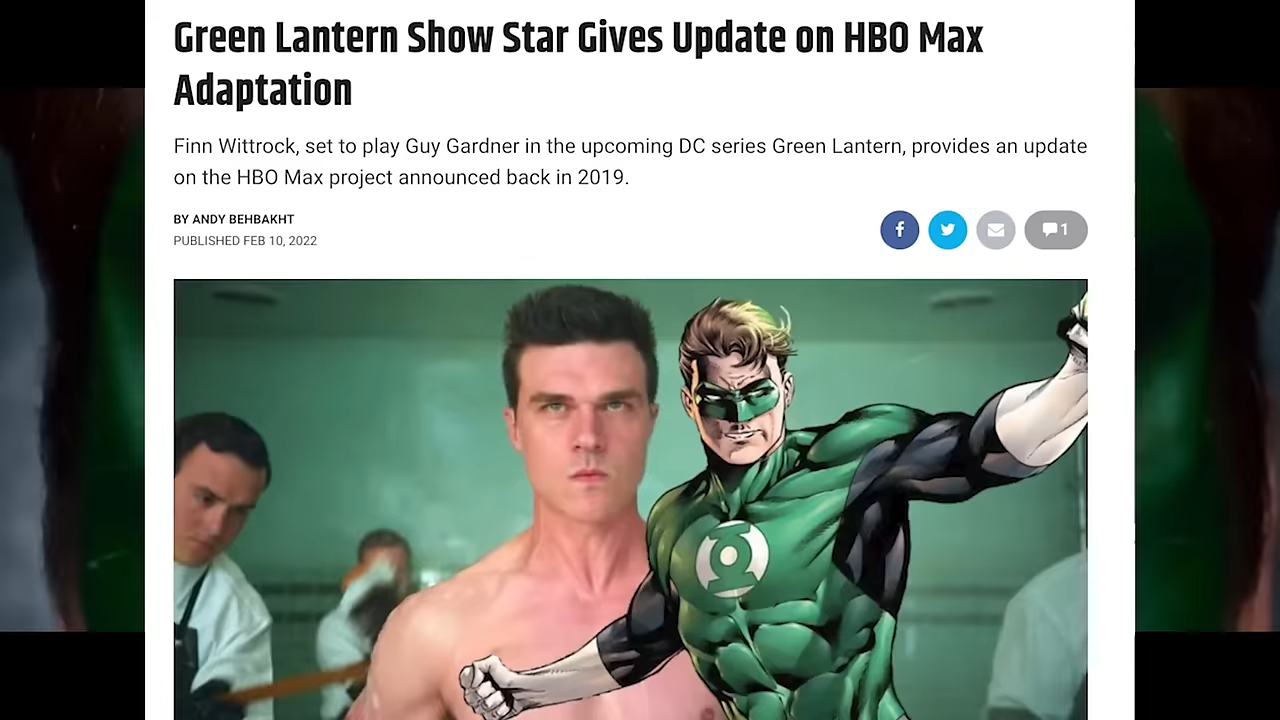 Green Lantern Show Star Gives Update on HBO Max
Adaptation
Finn Wittrock, set to play Guy Gardner in the upcoming DC series Green Lantern, provides an update
on the HBO Max project announced back in 2019.
BY ANDY BEHBAKHT
PUBLISHED FEB 10, 2022
1